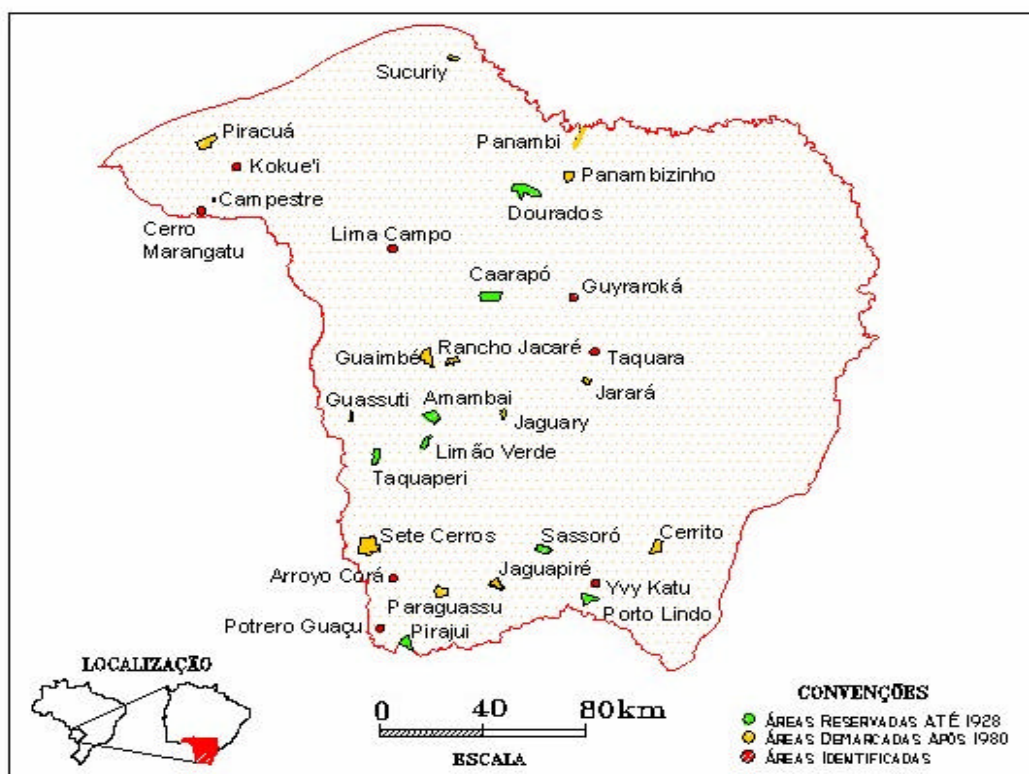 Sucuriy
Piracuá
Panambi
Kokue'i
Panambizinho
Campestre
Dourados
Cerro
Marangatu
Lima Campo
Caarapó
Guyraroká
Guaimbé
Rancho Jacaré
Taquara
Jarará
Guassuti
Amambai
Jaguary
Limão Verde
Taquaperi
Sete Cerros
Sassoró
Cerrito
Arroyo Corá
Jaguapiré
Yvy Katu
Paraguassu
Porto Lindo
Potrero Guaçu
Pirajui
LOCALIZAÇÃO
0 40 80km
ESCALA
CONVENÇÕES
ÁREAS RESERVADAS ATÉ 1928
ÁREAS DEMARCADAS APÓS 1980
ÁREAS IDENTIFICADAS